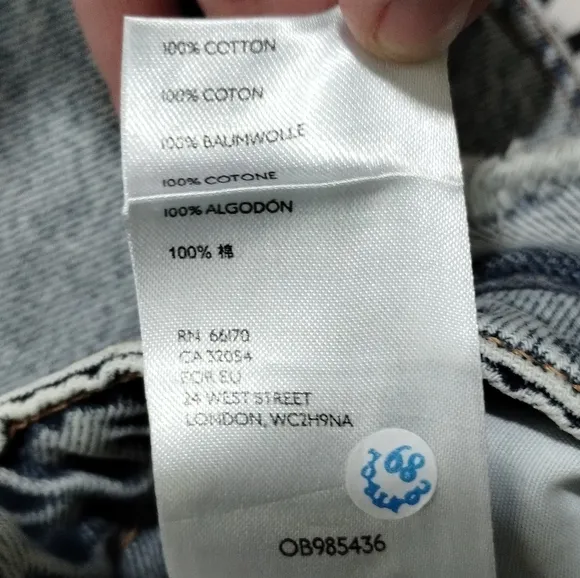 100% COTTON
100% COTON
100% BAUMWOLLE
100% COTONE
100% ALGODÓN
100% 棉
RN 66170
CA 32054
FOR EU
24 WEST STREET
LONDON, WC2H9NA
68
OB985436